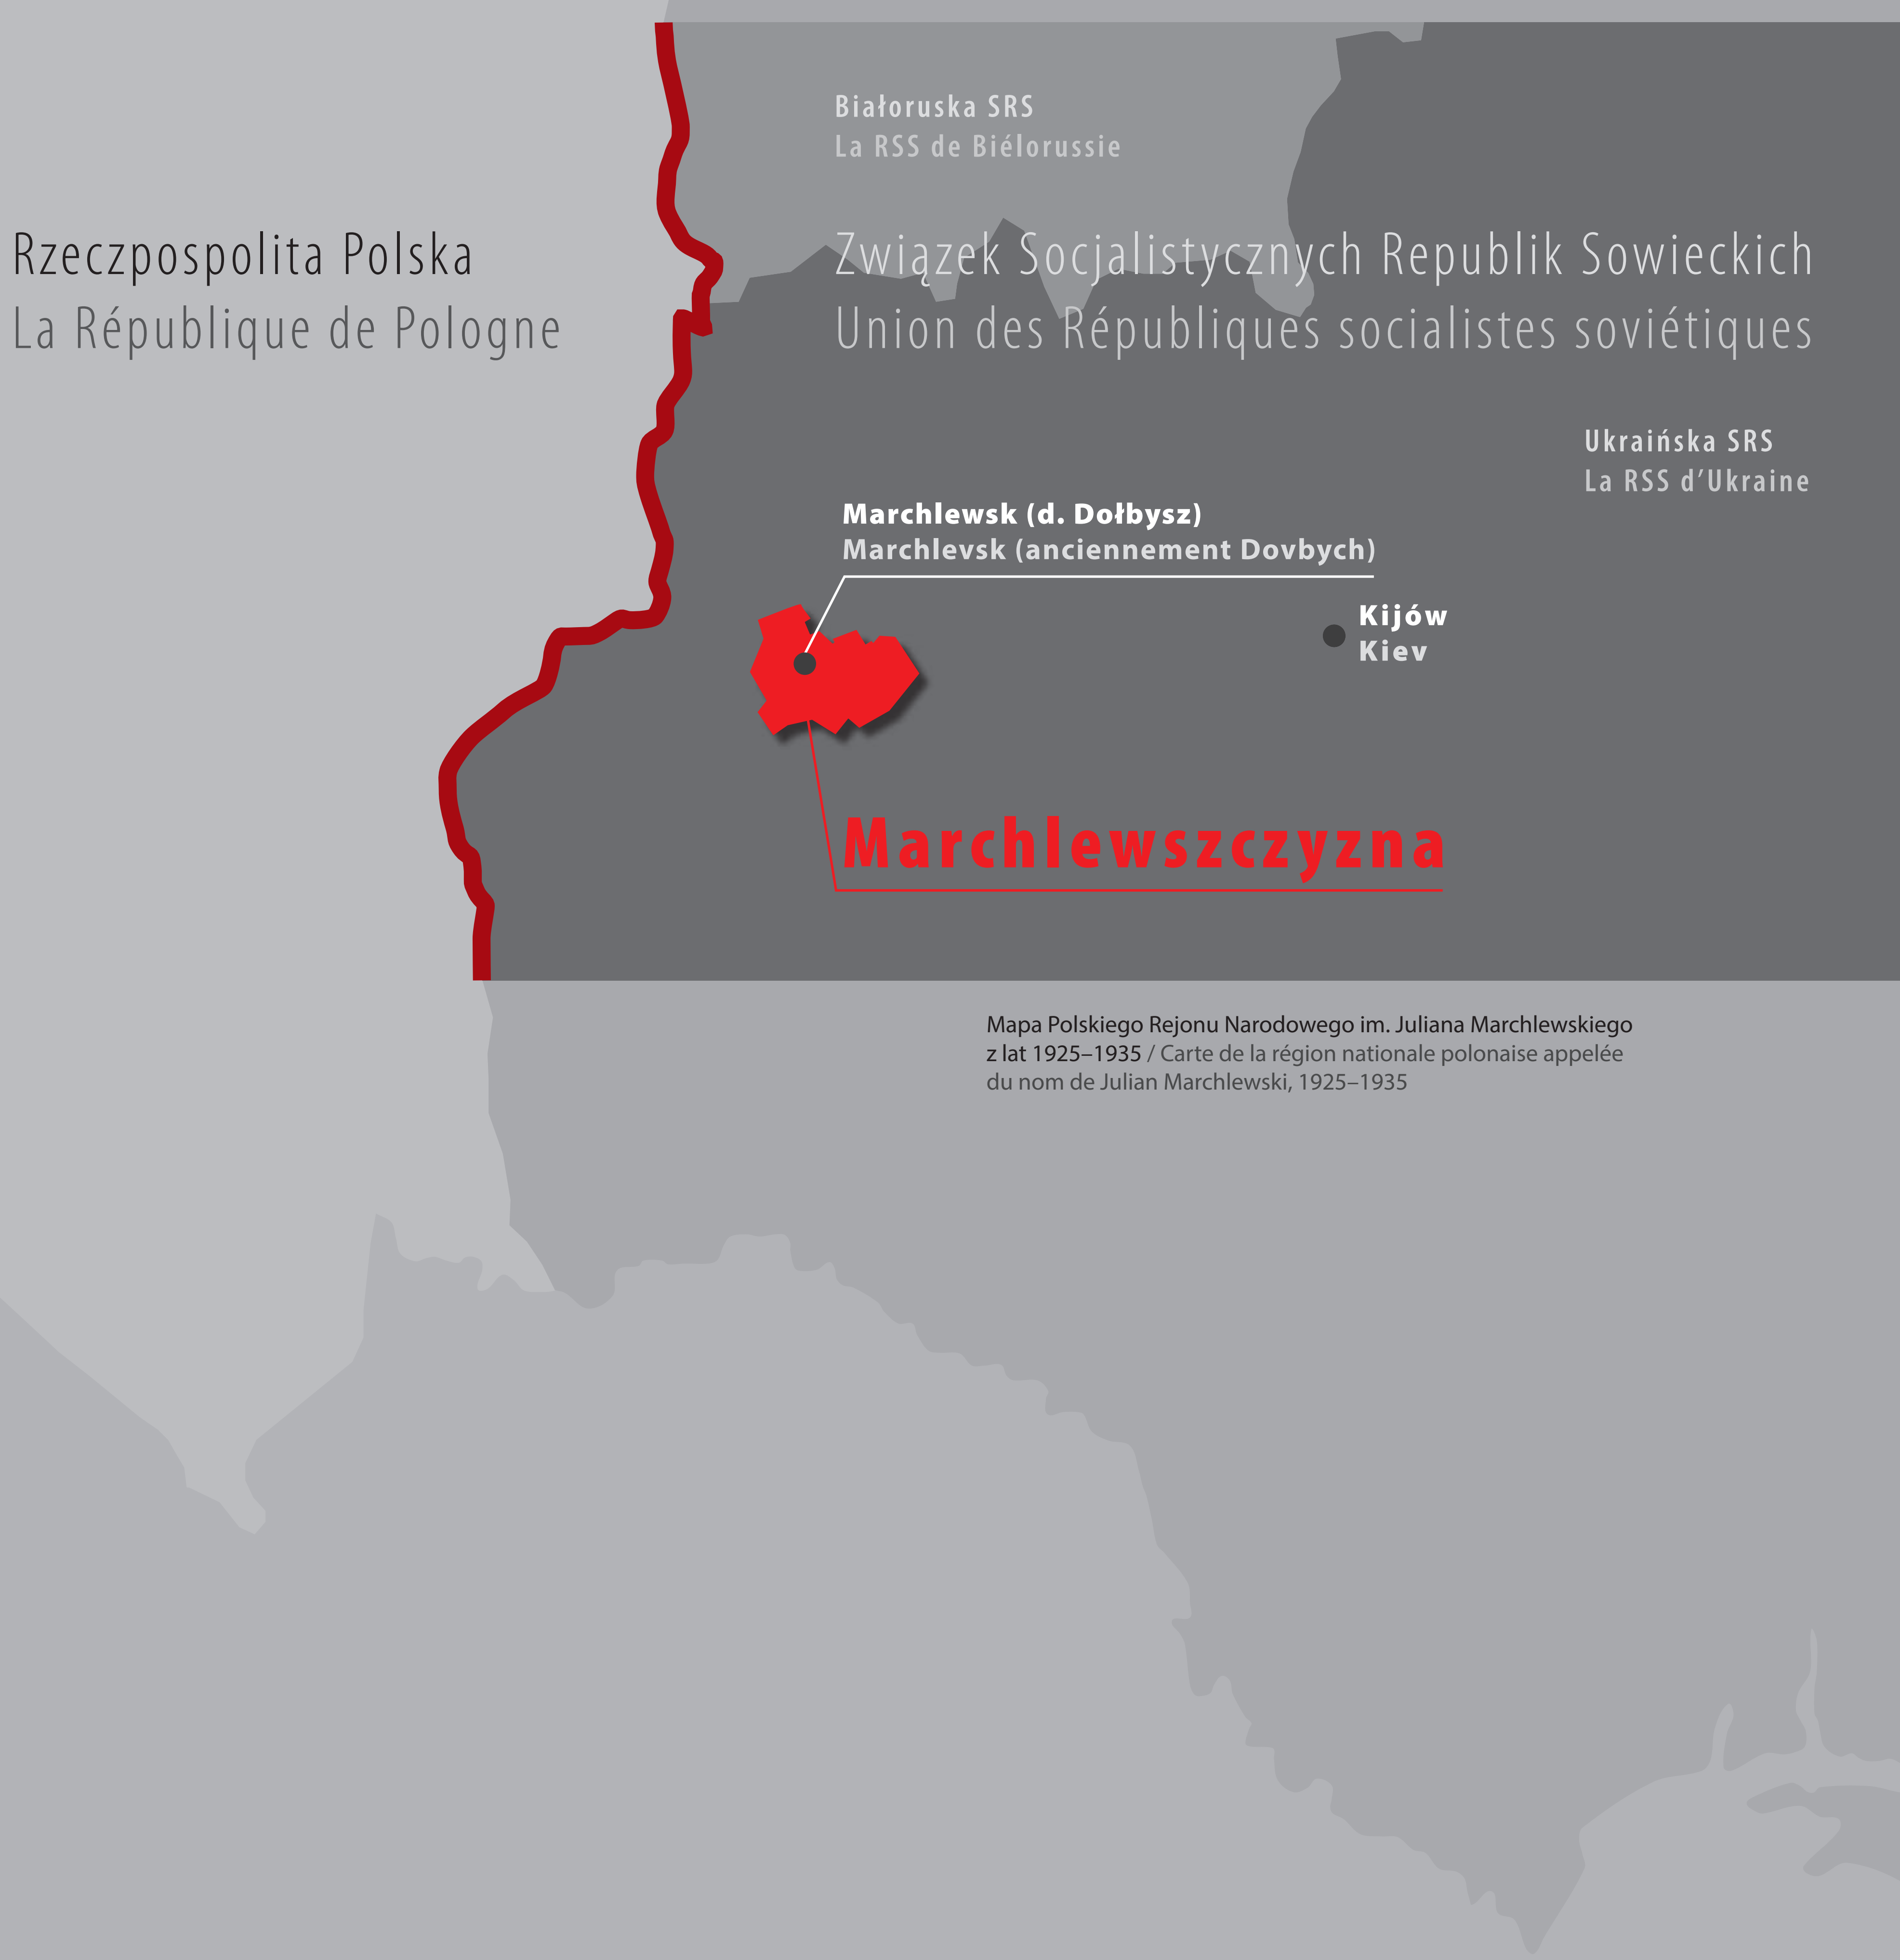 Białoruska SRS
La RSS de Biélorussie
Rzeczpospolita Polska
La République de Pologne
Związek Socjalistycznych Republik Sowieckich
Union des Républiques socialistes soviétiques
Ukraińska SRS
La RSS d’Ukraine
Marchlewsk (d. Dołbysz)
Marchlevsk (anciennement Dovbych)
Kijów
Kiev
Marchlewszczyzna
Mapa Polskiego Rejonu Narodowego im. Juliana Marchlewskiego
z lat 1925–1935 / Carte de la région nationale polonaise appelée
du nom de Julian Marchlewski, 1925–1935